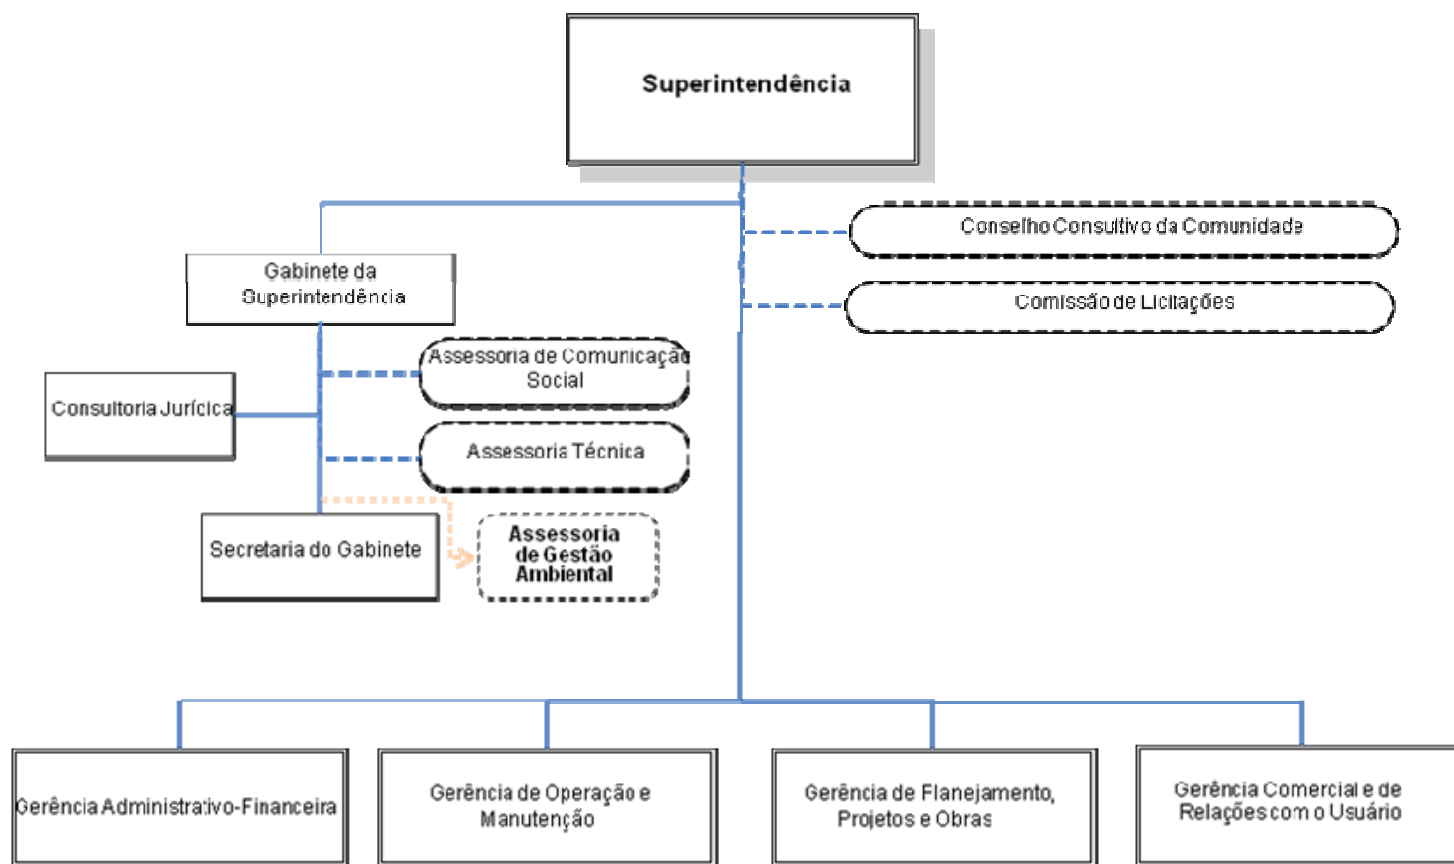 Superintendência
Conselho Consultivo da Comunidade
Gabinete da
Superintendência
Comissão de Licitações
Assessoria de Comunicação
Social
Consultoria Jurícica
Assessoria Técnica
Secretaria do Gabinete
Assessoria
de Gestão
Ambiental
Gerência Administrativo-Financeira
Gerência de Operação e
Manutenção
Gerência de Flanejamento,
Projetos e Obras
Gerência Comercial e de
Relações com o Usuário